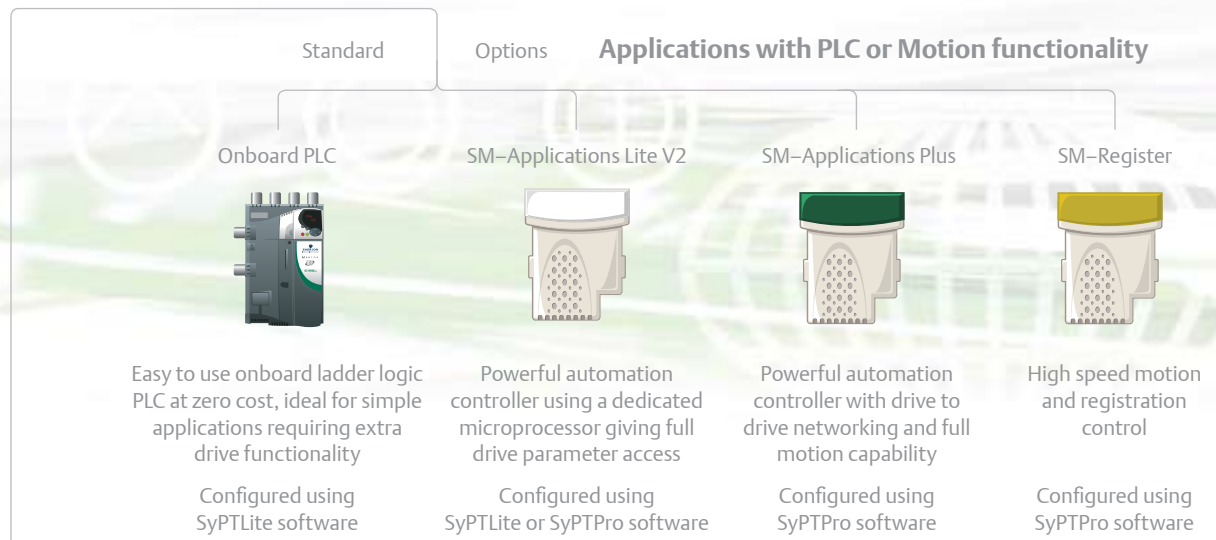 Standard
Options
Applications with PLC or Motion functionality
Onboard PLC
SM–Applications Lite V2
SM–Applications Plus
SM–Register
Easy to use onboard ladder logic
PLC at zero cost, ideal for simple
applications requiring extra
drive functionality
Configured using
SyPTLite software
Powerful automation
controller using a dedicated
microprocessor giving full
drive parameter access
Configured using
SyPTLite or SyPTPro software
Powerful automation
controller with drive to
drive networking and full
motion capability
Configured using
SyPTPro software
High speed motion
and registration
control
Configured using
SyPTPro software